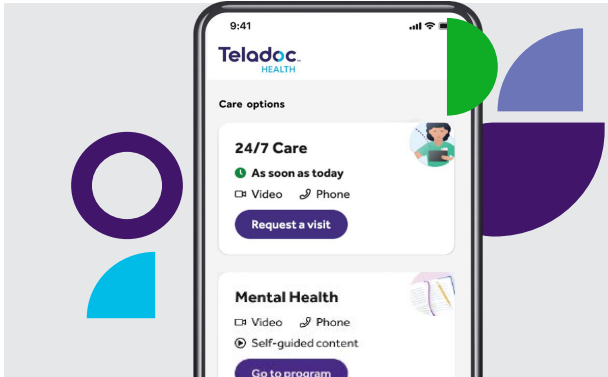 9:41
Teladoc™
HEALTH
Care options
24/7 Care
As soon as today
Video Phone
Request a visit
Mental Health
Video Phone
Self-guided content
Go to program